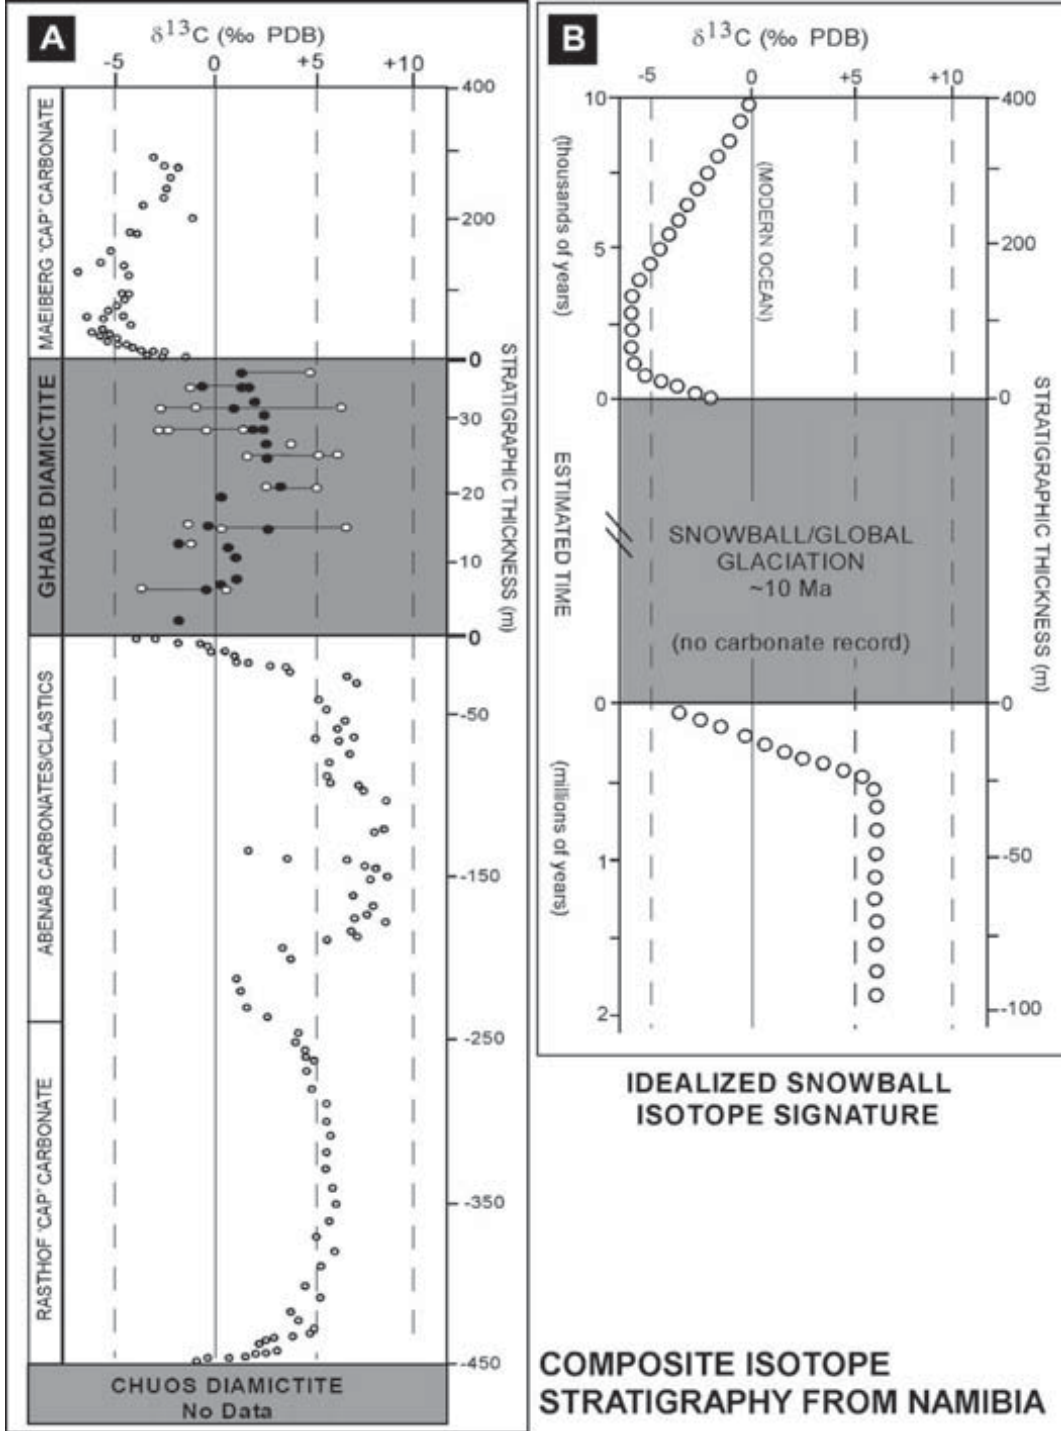 A
δ13C (‰ PDB)
-5 0 +5 +10
400
200
0
30
20
10
0
-50
-150
-250
-350
-450
STRATIGRAPHIC THICKNESS (m)
MAEIBERG 'CAP' CARBONATE
GHAUB DIAMICTITE
ABENAB CARBONATES/CLASTICS
RASTHOF 'CAP' CARBONATE
CHUOS DIAMICTITE
No Data
B
δ13C (‰ PDB)
-5 0 +5 +10
10
5
0
0
1
2
(thousands of years)
ESTIMATED TIME
(millions of years)
(MODERN OCEAN)
SNOWBALL/GLOBAL
GLACIATION
~10 Ma
(no carbonate record)
400
200
0
0
-50
-100
STRATIGRAPHIC THICKNESS (m)
IDEALIZED SNOWBALL
ISOTOPE SIGNATURE
COMPOSITE ISOTOPE
STRATIGRAPHY FROM NAMIBIA